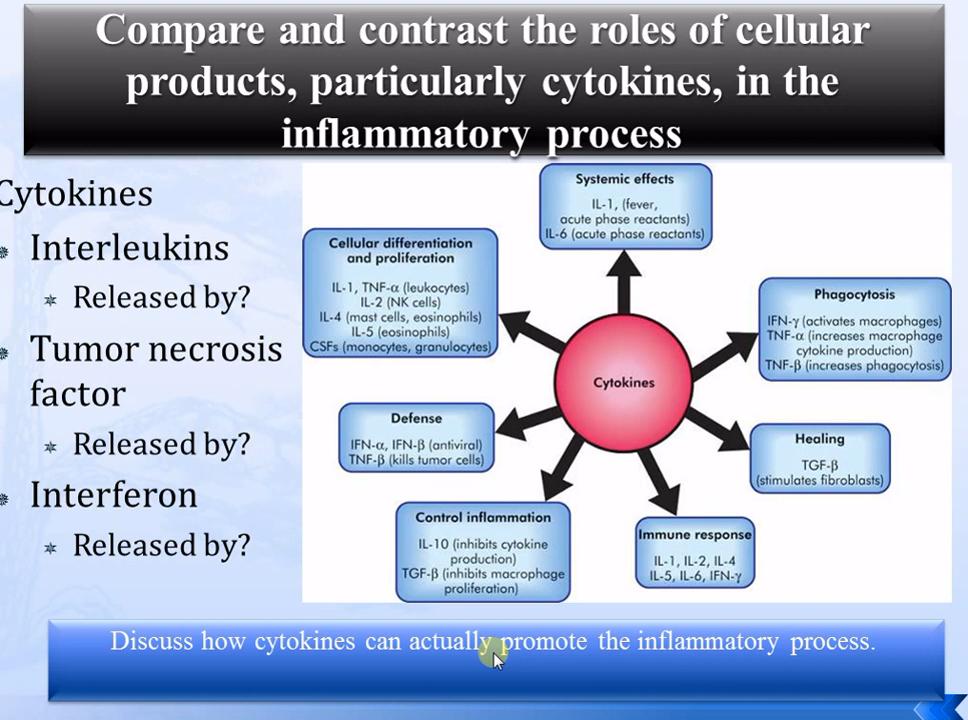 Compare and contrast the roles of cellular
products, particularly cytokines, in the
inflammatory process
Cytokines
Interleukins
Released by?
Tumor necrosis
factor
Released by?
Interferon
Released by?
Systemic effects
IL-1, (fever,
acute phase reactants)
IL-6 (acute phase reactants)
Cellular differentiation
and proliferation
IL-1, TNF-α (leukocytes)
IL-2 (NK cells)
IL-4 (mast cells, eosinophils)
IL-5 (eosinophils)
CSFs (monocytes, granulocytes)
Phagocytosis
IFN-γ (activates macrophages)
TNF-α (increases macrophage
cytokine production)
TNF-β (increases phagocytosis)
Cytokines
Defense
IFN-α, IFN-β (antiviral)
TNF-β (kills tumor cells)
Healing
TGF-β
(stimulates fibroblasts)
Control inflammation
IL-10 (inhibits cytokine
production)
TGF-β (inhibits macrophage
proliferation)
Immune response
IL-1, IL-2, IL-4
IL-5, IL-6, IFN-γ
Discuss how cytokines can actually promote the inflammatory process.